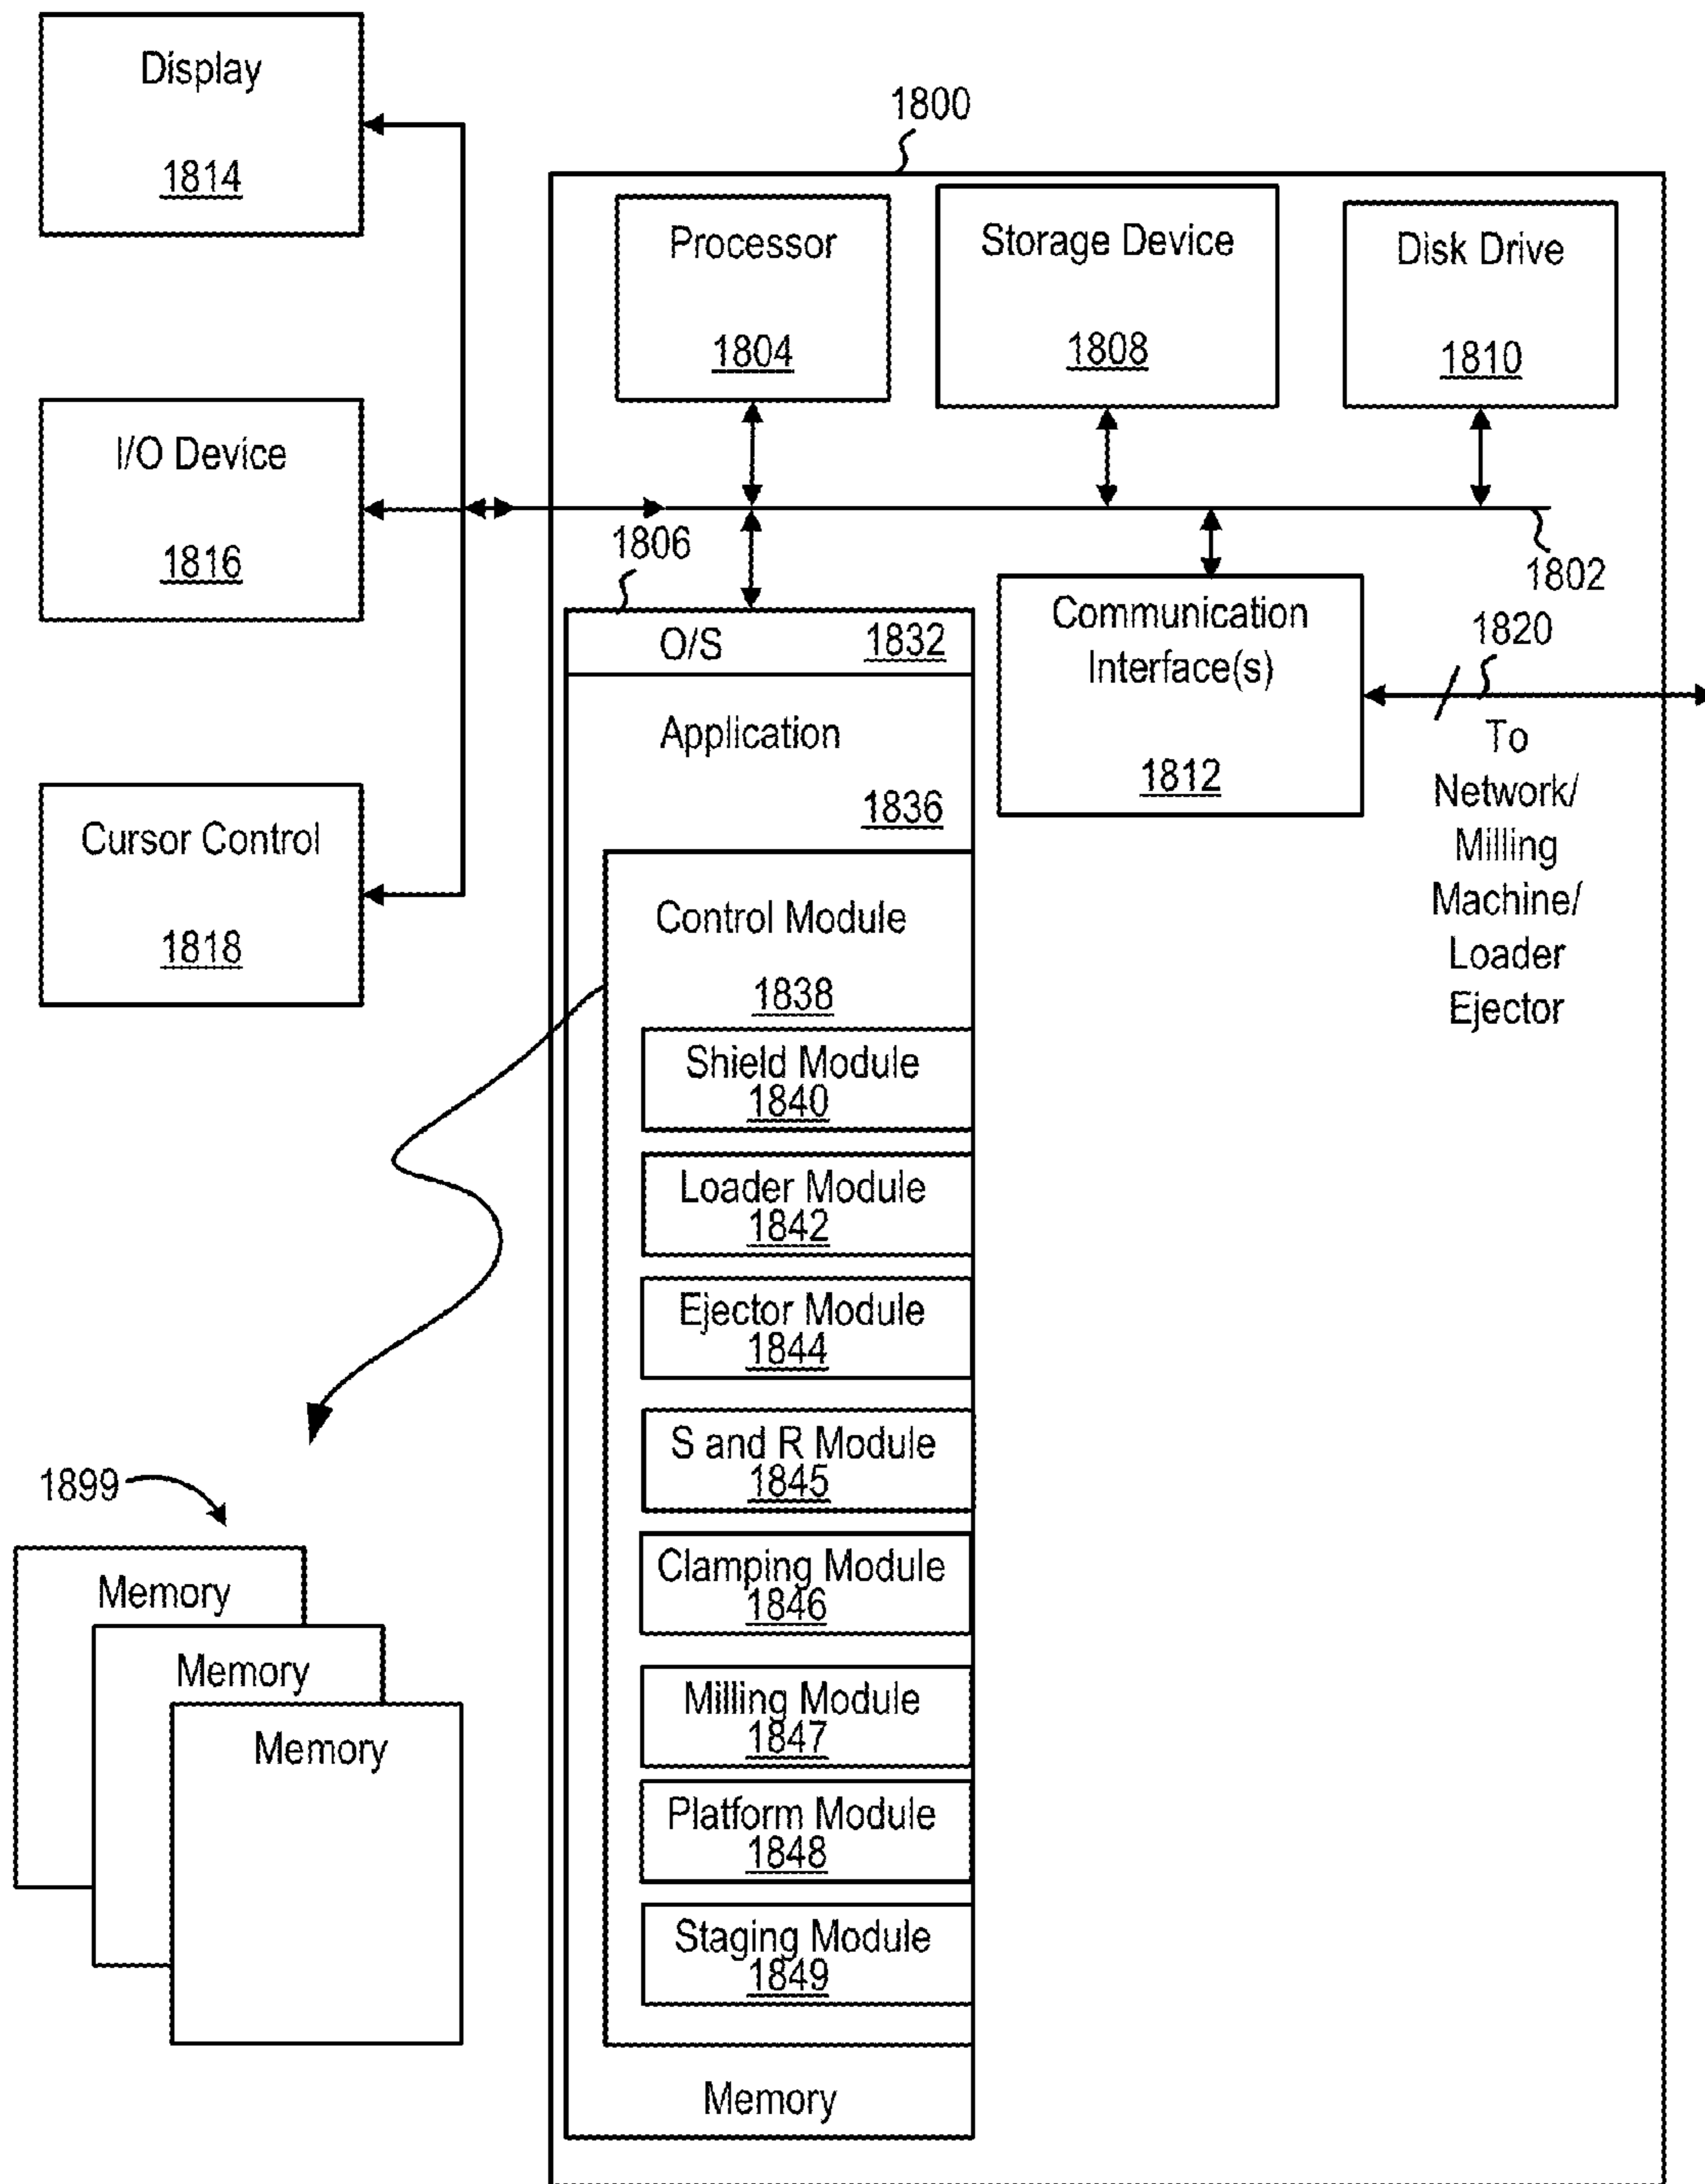 Display
1814
1800
Processor
1804
Storage Device
1808
Disk Drive
1810
I/O Device
1816
1806
1802
O/S 1832
Communication
Interface(s)
1812
1820
To
Network/
Milling
Machine/
Loader
Ejector
Application
1836
Cursor Control
1818
Control Module
1838
Shield Module
1840
Loader Module
1842
Ejector Module
1844
S and R Module
1845
Clamping Module
1846
Milling Module
1847
Platform Module
1848
Staging Module
1849
Memory
1899
Memory
Memory
Memory